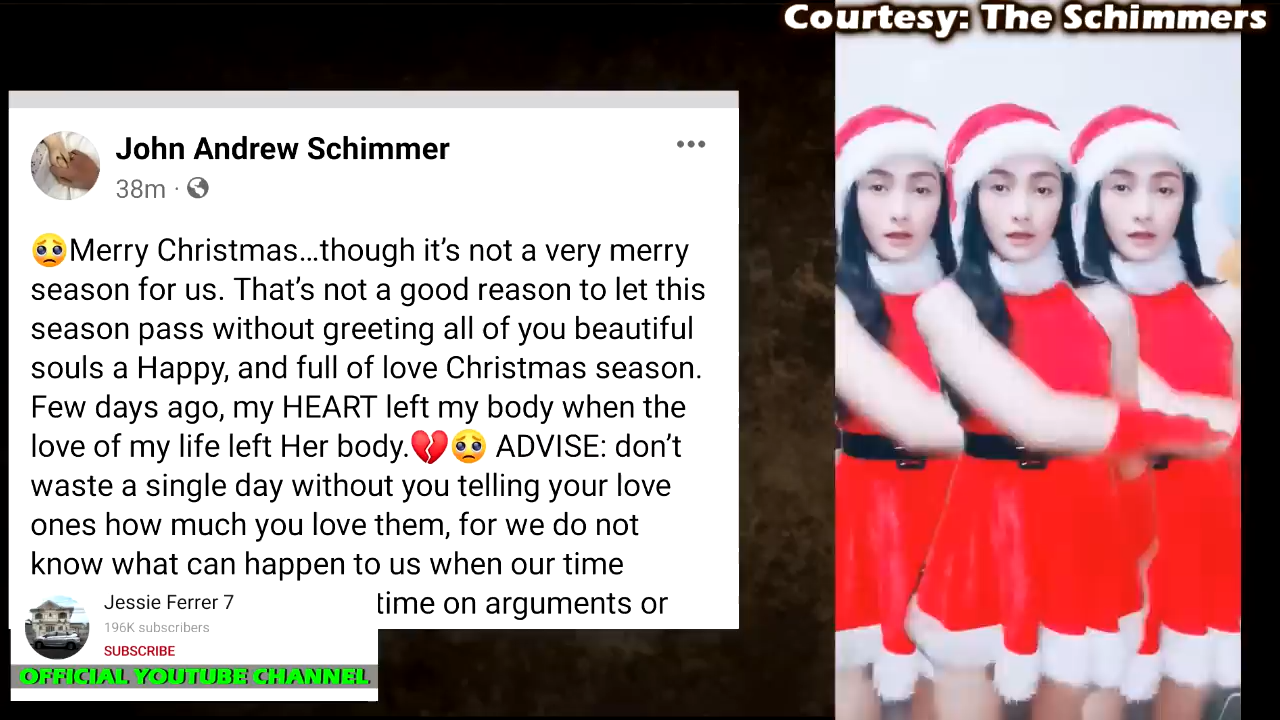 Courtesy: The Schimmers
John Andrew Schimmer
38m ·
🥺Merry Christmas...though it's not a very merry
season for us. That's not a good reason to let this
season pass without greeting all of you beautiful
souls a Happy, and full of love Christmas season.
Few days ago, my HEART left my body when the
love of my life left Her body.💔🥺 ADVISE: don't
waste a single day without you telling your love
ones how much you love them, for we do not
know what can happen to us when our time
time on arguments or
Jessie Ferrer 7
196K subscribers
SUBSCRIBE
OFFICIAL YOUTUBE CHANNEL